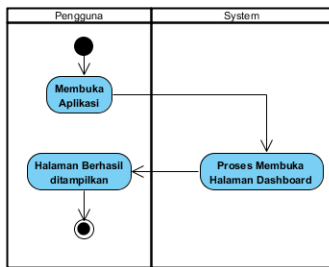 Pengguna
System
Membuka
Aplikasi
Halaman Berhasil
ditampilkan
Proses Membuka
Halaman Dashboard